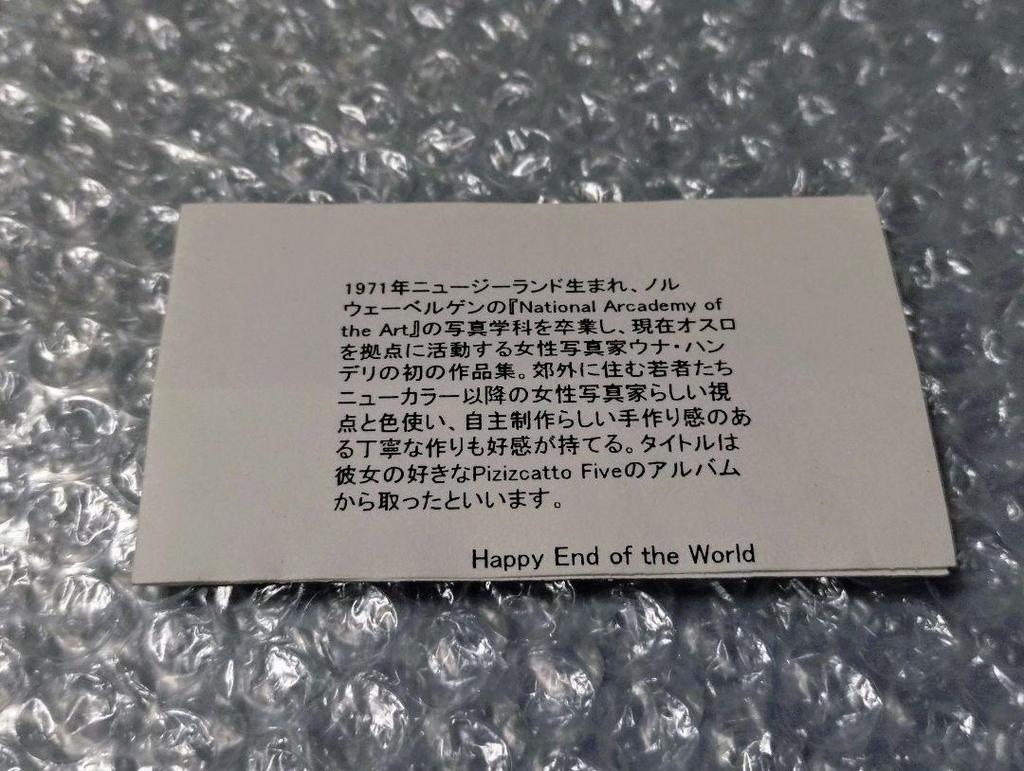 1971年ニュージーランド生まれ、ノル
ウェーベルゲンの『National Arcademy of
the Art』の写真学科を卒業し、現在オスロ
を拠点に活動する女性写真家ウナ・ハン
デリの初の作品集。郊外に住む若者たち
ニューカラー以降の女性写真家らしい視
点と色使い、自主制作らしい手作り感のあ
る丁寧な作りも好感が持てる。タイトルは
彼女の好きなPizizcatto Fiveのアルバム
から取ったといいます。
Happy End of the World